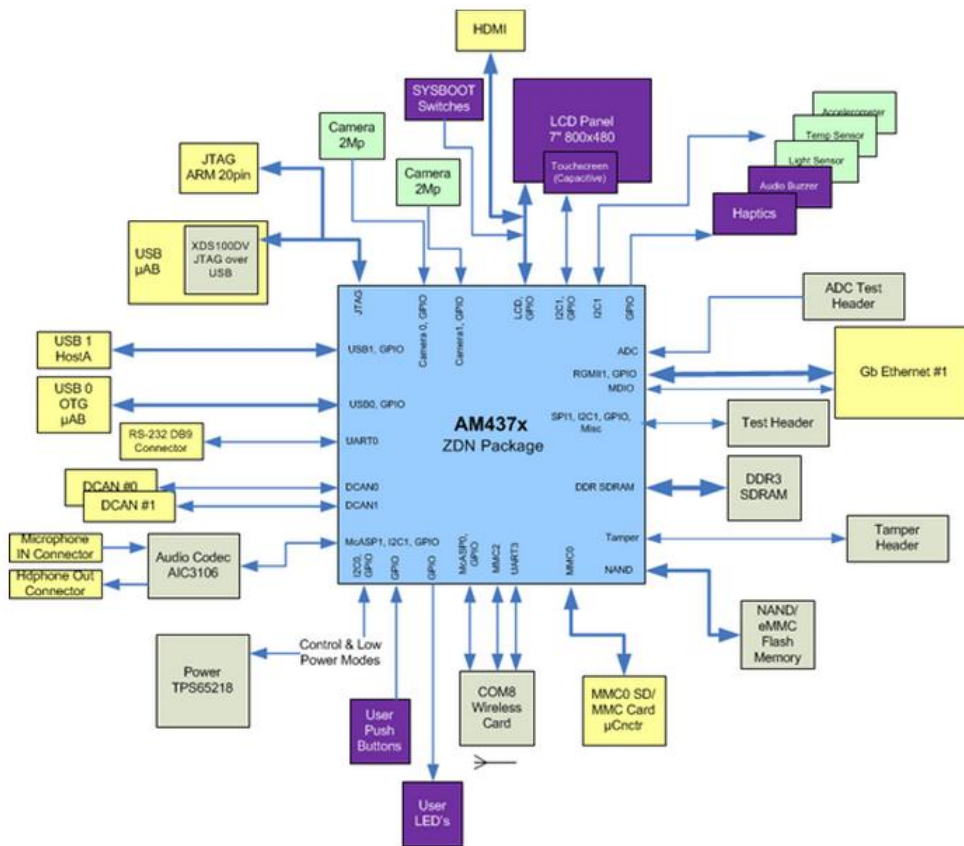 HDMI
SYSBOOT
Switches
LCD Panel
7" 800x480
Touchscreen
(Capacitive)
Camera
2Mp
Camera
2Mp
Accelerometer
Temp Sensor
Light Sensor
Audio Buzzer
Haptics
JTAG
ARM 20pin
USB
µAB
XDS100DV
JTAG over
USB
ADC Test
Header
JTAG
Camera 0, GPIO
Camera1, GPIO
LCD,
GPIO
I2C1,
GPIO
I2C1
GPIO
USB 1
HostA
USB1, GPIO
ADC
RGMII1, GPIO
MDIO
Gb Ethernet #1
USB 0
OTG
µAB
USB0, GPIO
AM437x
ZDN Package
SPI1, I2C1, GPIO,
Misc
Test Header
RS-232 DB9
Connector
UART0
DCAN #0
DCAN #1
DCAN0
DCAN1
DDR SDRAM
DDR3
SDRAM
Microphone
IN Connector
Hdphone Out
Connector
Audio Codec
AIC3106
McASP1, I2C1, GPIO
Tamper
Tamper
Header
I2C0,
GPIO
GPIO
GPIO
McASP0,
GPIO
MMC2
UART3
MMC0
NAND
NAND/
eMMC
Flash
Memory
Control & Low
Power Modes
Power
TPS65218
User
Push
Buttons
User
LED's
COM8
Wireless
Card
MMC0 SD/
MMC Card
µCnctr